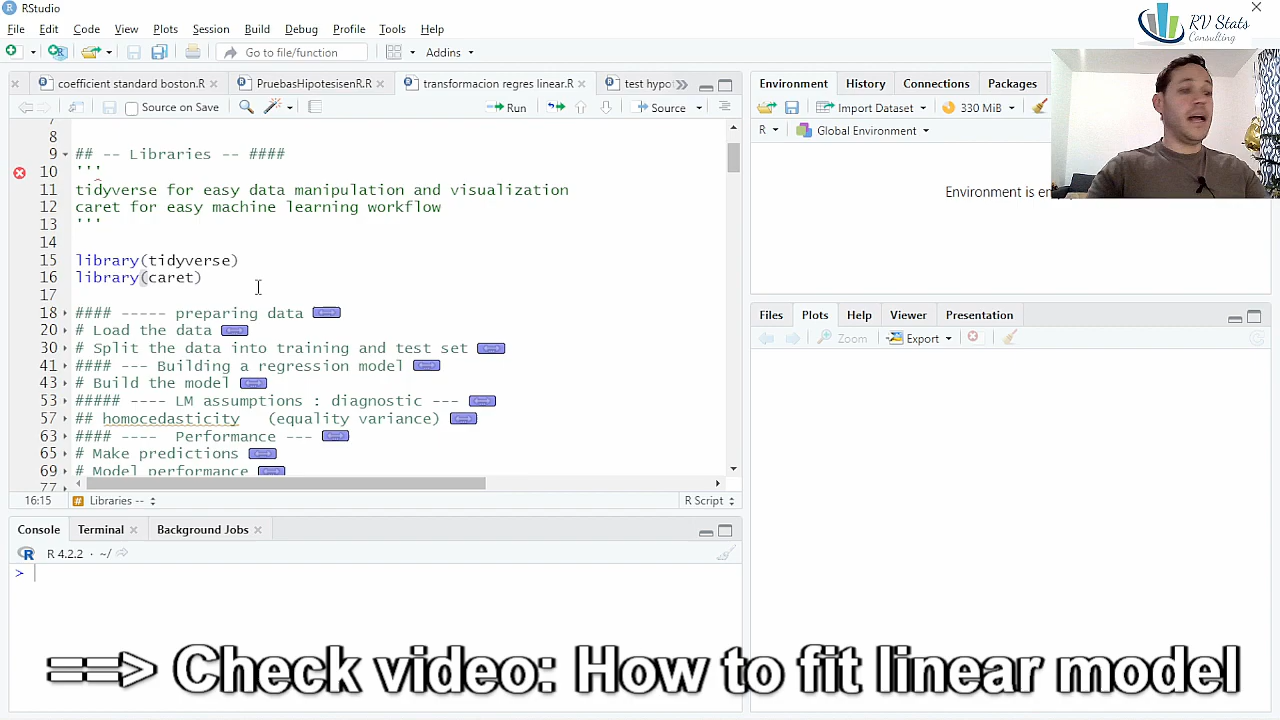 RStudio
File Edit Code View Plots Session Build Debug Profile Tools Help
Go to file/function Addins
RV Stats
Consulting
coefficient standard boston.R PruebasHipotesisenR.R transformacion regres linear.R test hypo
Source on Save Run Source
7
8
9 ## -- Libraries -- ####
10 '''
11 tidyverse for easy data manipulation and visualization
12 caret for easy machine learning workflow
13 '''
14
15 library(tidyverse)
16 library(caret)
17
18 #### ----- preparing data
20 # Load the data
30 # Split the data into training and test set
41 #### --- Building a regression model
43 # Build the model
53 ##### ---- LM assumptions : diagnostic ---
57 ## homocedasticity (equality variance)
63 #### ---- Performance ---
65 # Make predictions
69 # Model performance
77
16:15 Libraries -- R Script
Console Terminal Background Jobs
R 4.2.2 · ~/
>
Environment History Connections Packages
Import Dataset 330 MiB
R Global Environment
Environment is em
Files Plots Help Viewer Presentation
Zoom Export
==> Check video: How to fit linear model